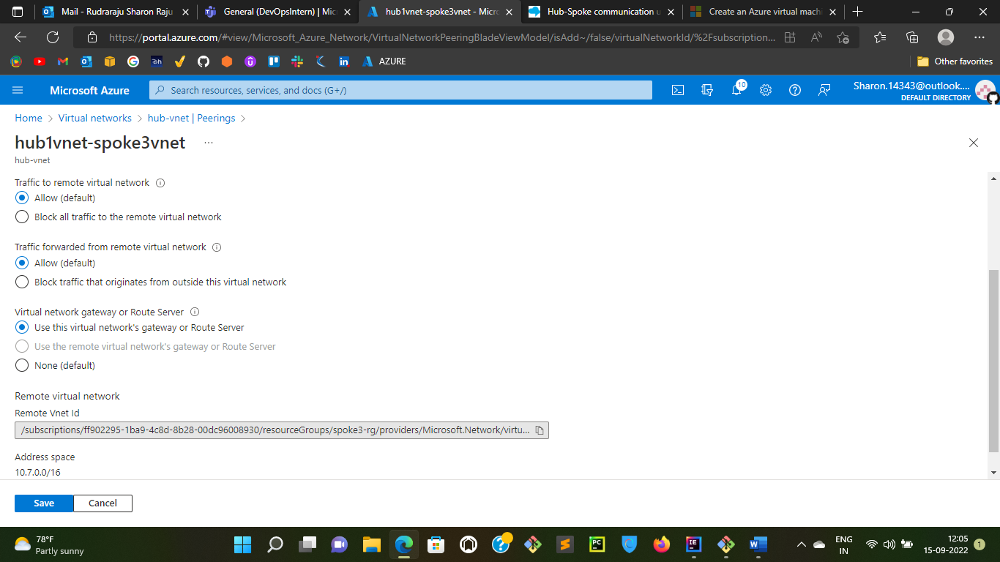 Mail - Rudraraju Sharon Raju
General (DevOpsIntern) | Mic
hub1vnet-spoke3vnet - Micro
Hub-Spoke communication u
Create an Azure virtual machi
https://portal.azure.com/#view/Microsoft_Azure_Network/VirtualNetworkPeeringBladeViewModel/isAdd~/false/virtualNetworkId/%2Fsubscription...
AZURE
Other favorites
Microsoft Azure
Search resources, services, and docs (G+/)
10
Sharon.14343@outlook....
DEFAULT DIRECTORY
Home > Virtual networks > hub-vnet | Peerings >
hub1vnet-spoke3vnet ...
hub-vnet
Traffic to remote virtual network
Allow (default)
Block all traffic to the remote virtual network
Traffic forwarded from remote virtual network
Allow (default)
Block traffic that originates from outside this virtual network
Virtual network gateway or Route Server
Use this virtual network's gateway or Route Server
Use the remote virtual network's gateway or Route Server
None (default)
Remote virtual network
Remote Vnet Id
/subscriptions/ff902295-1ba9-4c8d-8b28-00dc96008930/resourceGroups/spoke3-rg/providers/Microsoft.Network/virtu...
Address space
10.7.0.0/16
Save Cancel
78°F
Partly sunny
ENG
IN
12:05
15-09-2022
1